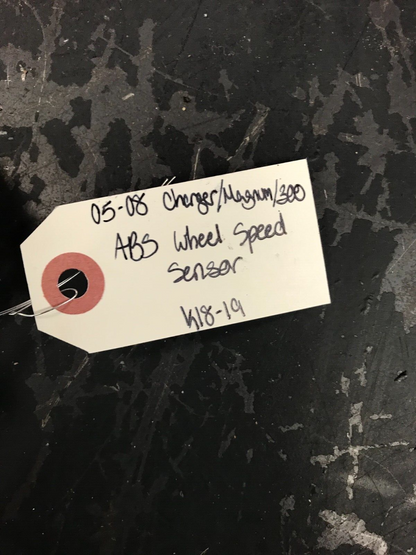 05-08 Charger/Magnum/300
ABS Wheel Speed
Sensor
K18-19